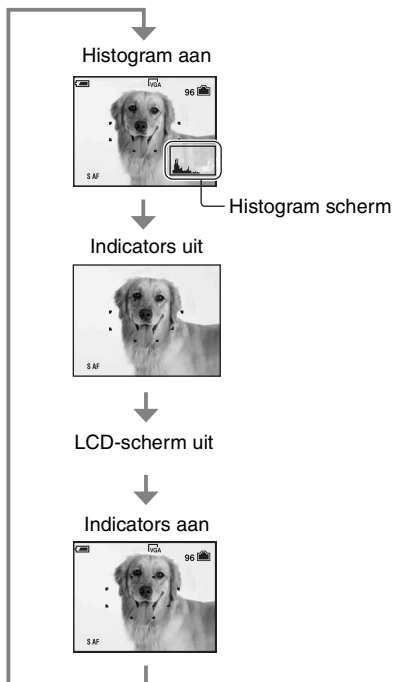 Histogram aan
VGA
96
S AF
Histogram scherm
Indicators uit
S AF
LCD-scherm uit
Indicators aan
VGA
96
S AF